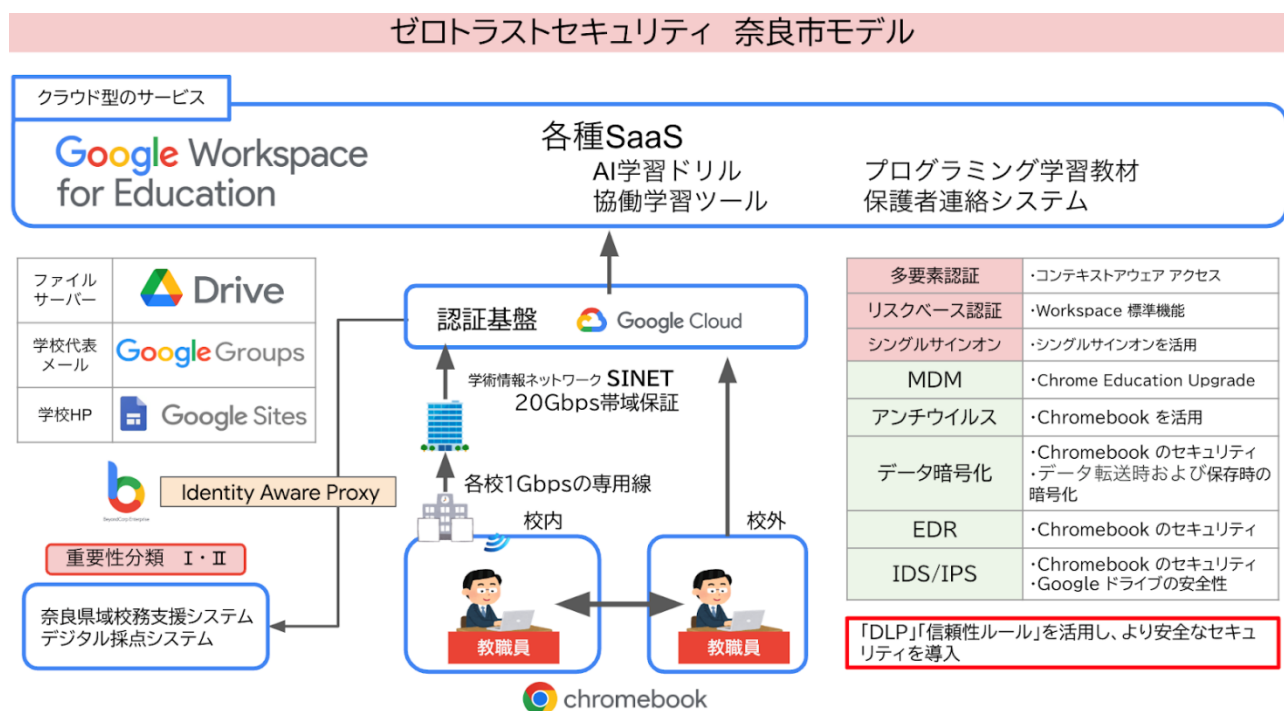 ゼロトラストセキュリティ 奈良市モデル
クラウド型のサービス
Google Workspace
for Education
各種SaaS
AI学習ドリル
協働学習ツール
プログラミング学習教材
保護者連絡システム
ファイル
サーバー
Drive
学校代表
メール
Google Groups
学校HP
Google Sites
認証基盤 Google Cloud
学術情報ネットワーク SINET
20Gbps帯域保証
各校1Gbpsの専用線
校内
校外
教職員
教職員
chromebook
BeyondCorp Enterprise
Identity Aware Proxy
重要性分類 Ⅰ・Ⅱ
奈良県域校務支援システム
デジタル採点システム
多要素認証
・コンテキストアウェア アクセス
リスクベース認証
・Workspace 標準機能
シングルサインオン
・シングルサインオンを活用
MDM
・Chrome Education Upgrade
アンチウイルス
・Chromebook を活用
データ暗号化
・Chromebook のセキュリティ
・データ転送時および保存時の
暗号化
EDR
・Chromebook のセキュリティ
IDS/IPS
・Chromebook のセキュリティ
・Google ドライブの安全性
「DLP」「信頼性ルール」を活用し、より安全なセキュ
リティを導入